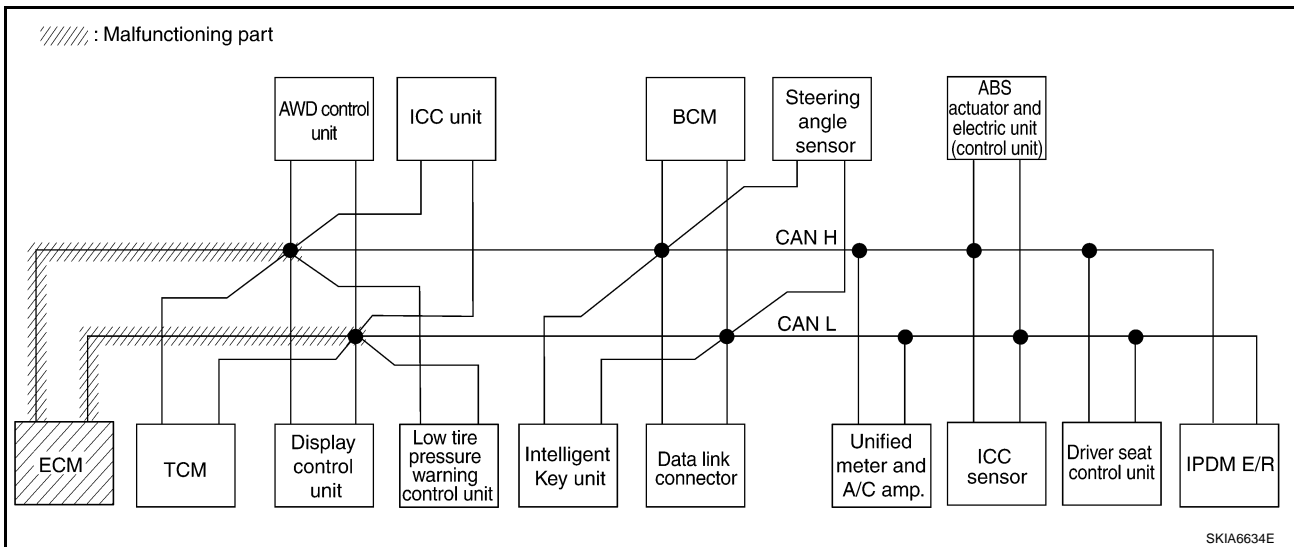 : Malfunctioning part
AWD control
unit
ICC unit
BCM
Steering
angle
sensor
ABS
actuator and
electric unit
(control unit)
CAN H
CAN L
ECM
TCM
Display
control
unit
Low tire
pressure
warning
control unit
Intelligent
Key unit
Data link
connector
Unified
meter and
A/C amp.
ICC
sensor
Driver seat
control unit
IPDM E/R
SKIA6634E